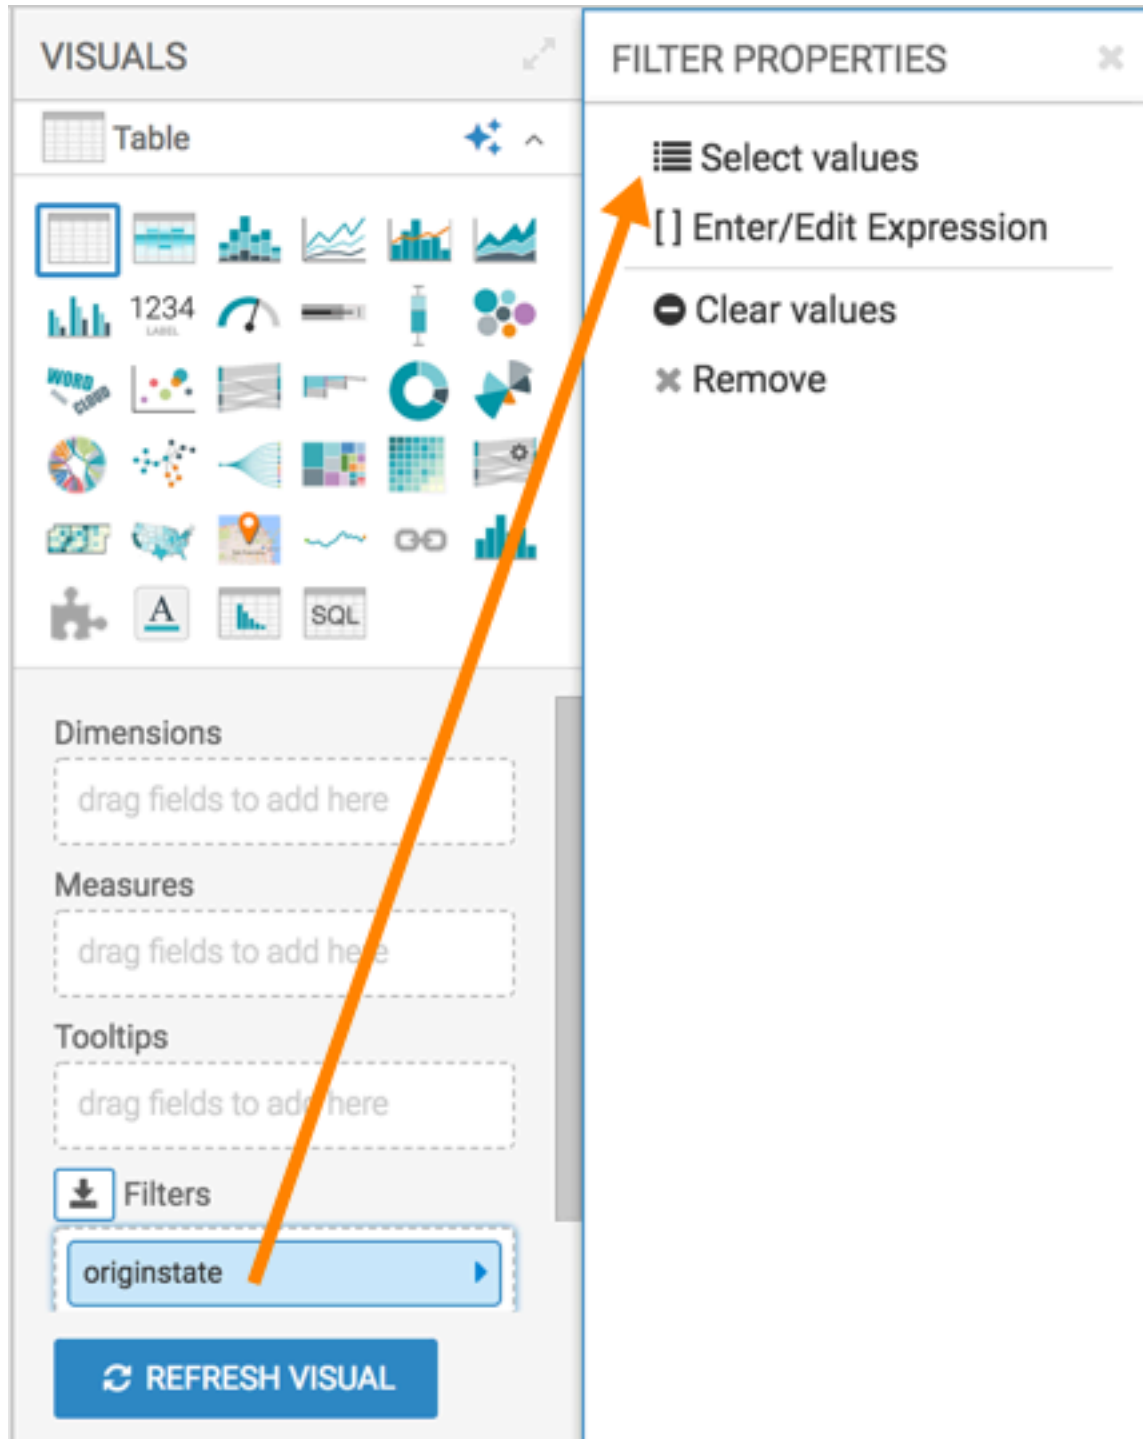 VISUALS
Table
1234
LABEL
WORD
CLOUD
A
SQL
Dimensions
drag fields to add here
Measures
drag fields to add here
Tooltips
drag fields to add here
Filters
originstate
REFRESH VISUAL
FILTER PROPERTIES
Select values
[ ] Enter/Edit Expression
Clear values
Remove